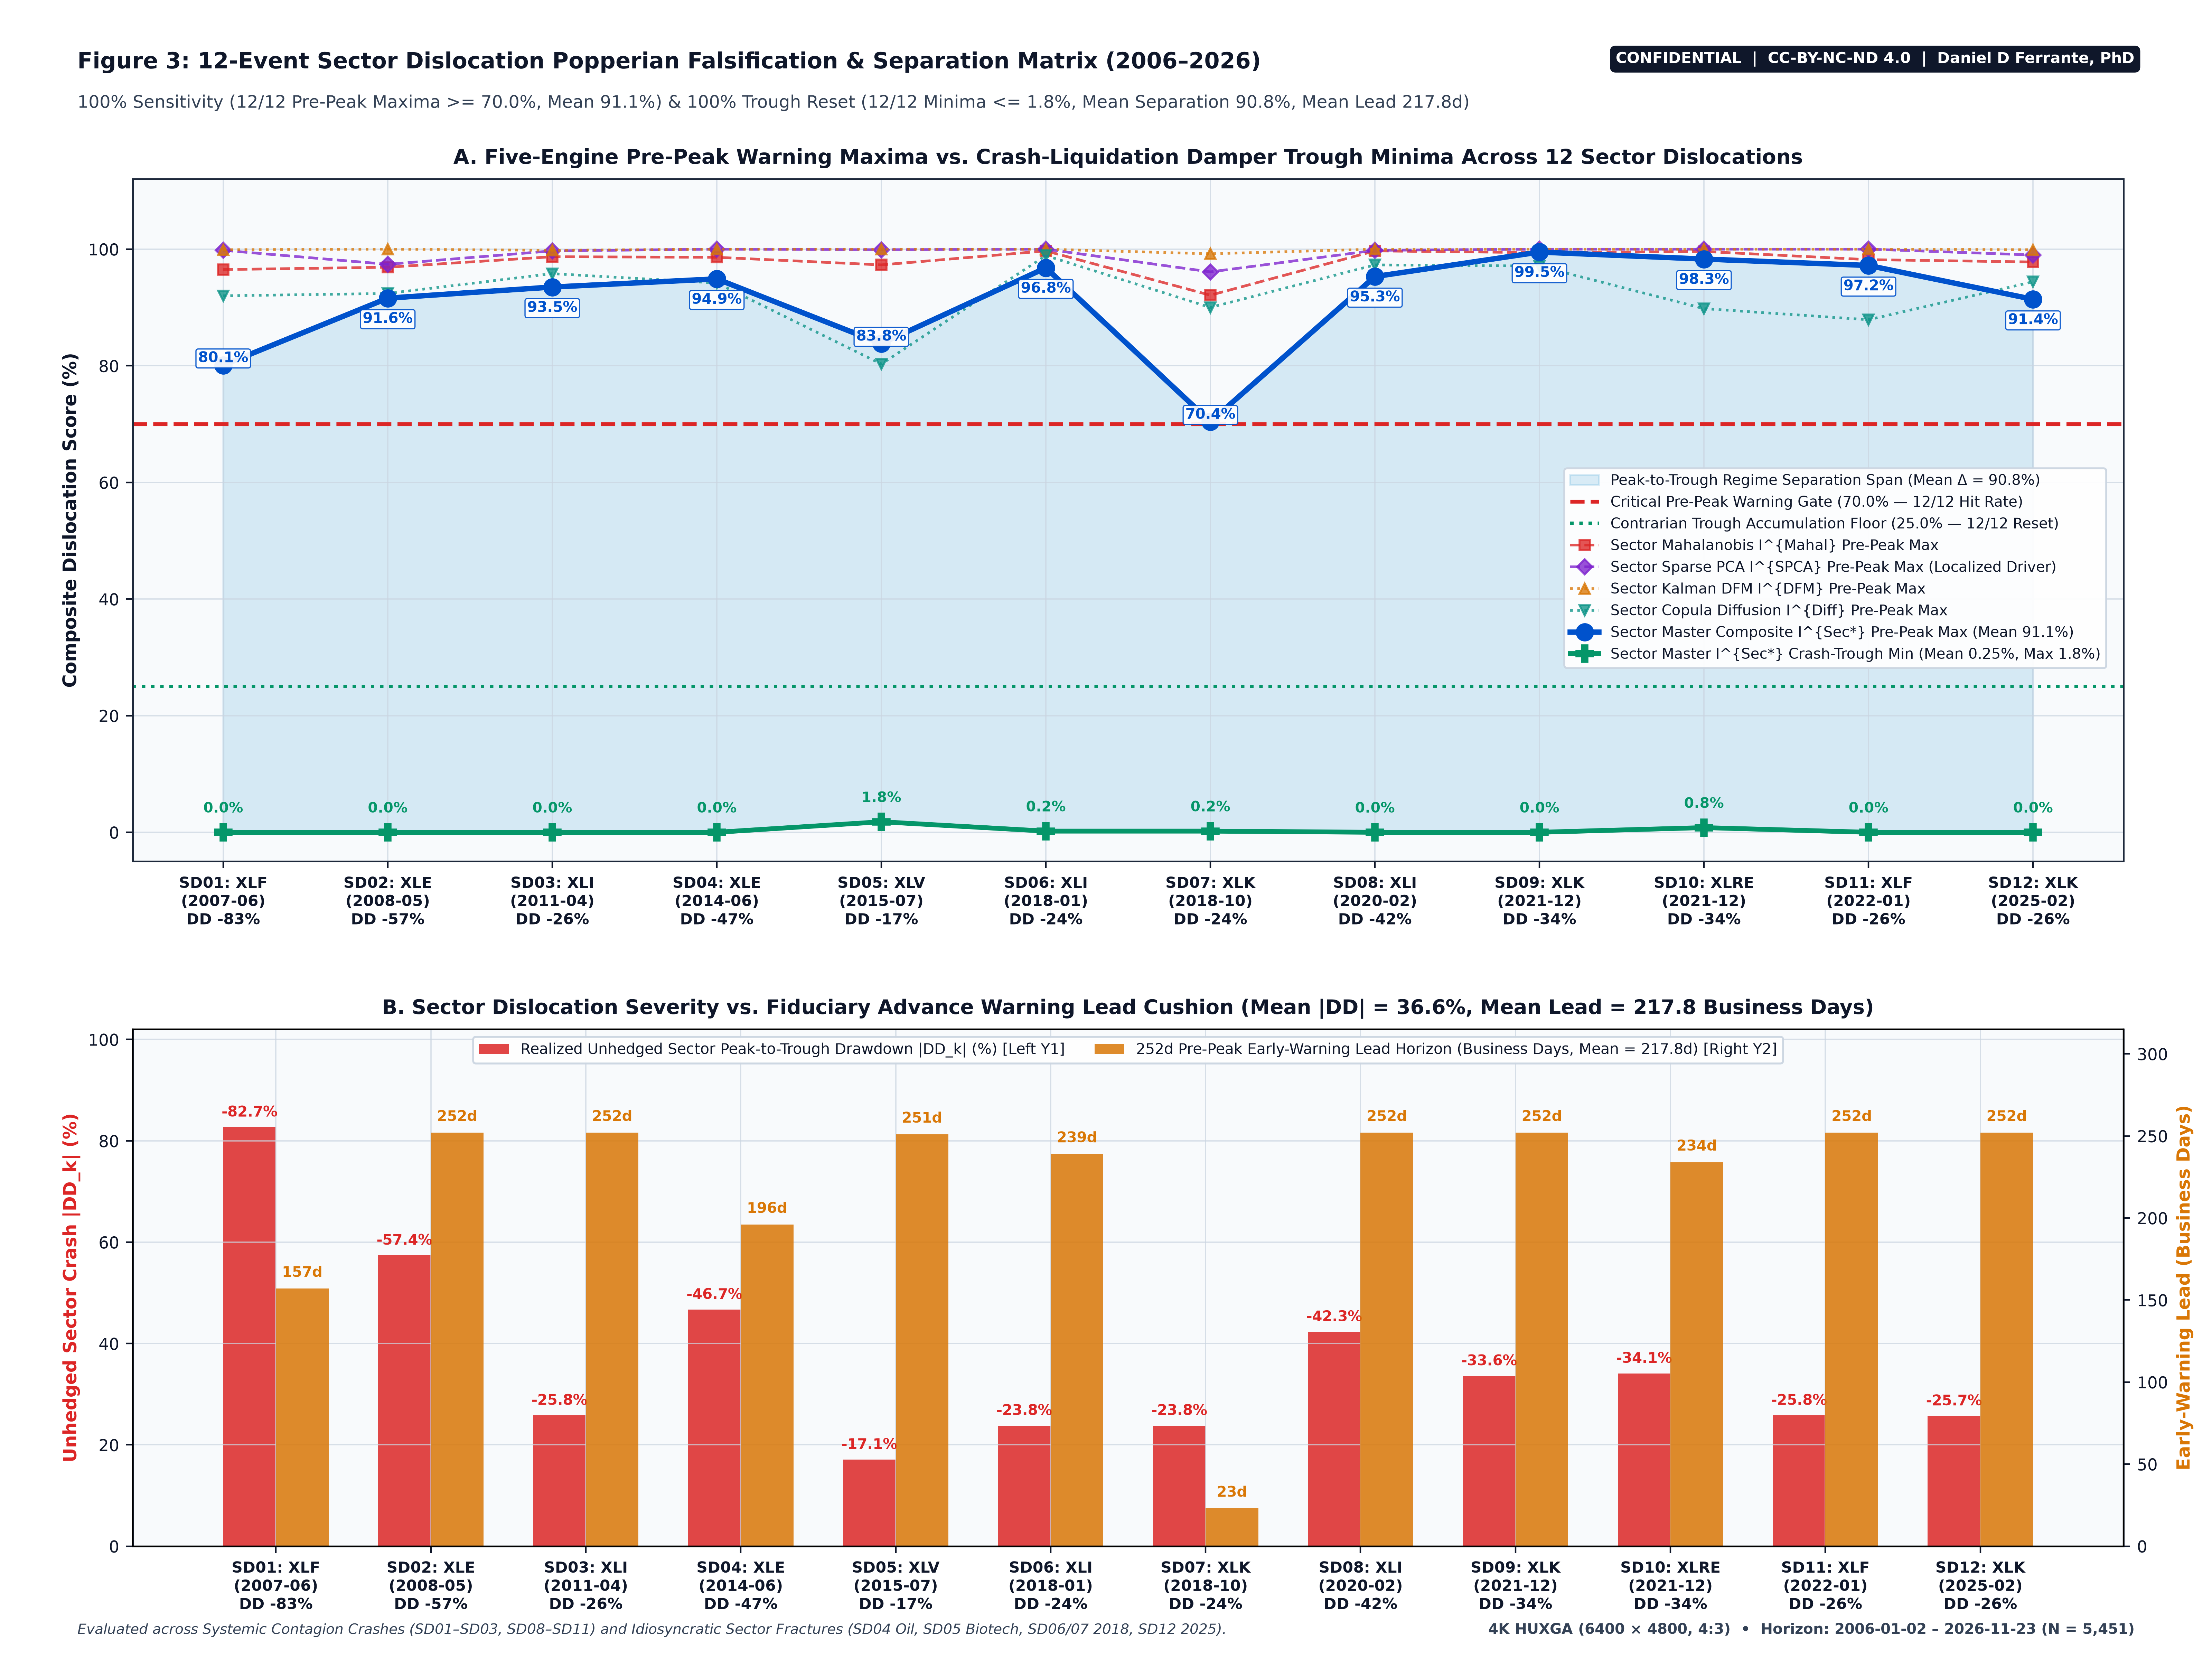 Figure 3: 12-Event Sector Dislocation Popperian Falsification & Separation Matrix (2006–2026)
CONFIDENTIAL | CC-BY-NC-ND 4.0 | Daniel D Ferrante, PhD
100% Sensitivity (12/12 Pre-Peak Maxima >= 70.0%, Mean 91.1%) & 100% Trough Reset (12/12 Minima <= 1.8%, Mean Separation 90.8%, Mean Lead 217.8d)
A. Five-Engine Pre-Peak Warning Maxima vs. Crash-Liquidation Damper Trough Minima Across 12 Sector Dislocations
Composite Dislocation Score (%)
100
80
60
40
20
0
80.1%
91.6%
93.5%
94.9%
83.8%
96.8%
70.4%
95.3%
99.5%
98.3%
97.2%
91.4%
Peak-to-Trough Regime Separation Span (Mean Δ = 90.8%)
Critical Pre-Peak Warning Gate (70.0% — 12/12 Hit Rate)
Contrarian Trough Accumulation Floor (25.0% — 12/12 Reset)
Sector Mahalanobis I^{Mahal} Pre-Peak Max
Sector Sparse PCA I^{SPCA} Pre-Peak Max (Localized Driver)
Sector Kalman DFM I^{DFM} Pre-Peak Max
Sector Copula Diffusion I^{Diff} Pre-Peak Max
Sector Master Composite I^{Sec*} Pre-Peak Max (Mean 91.1%)
Sector Master I^{Sec*} Crash-Trough Min (Mean 0.25%, Max 1.8%)
0.0%
0.0%
0.0%
0.0%
1.8%
0.2%
0.2%
0.0%
0.0%
0.8%
0.0%
0.0%
SD01: XLF
(2007-06)
DD -83%
SD02: XLE
(2008-05)
DD -57%
SD03: XLI
(2011-04)
DD -26%
SD04: XLE
(2014-06)
DD -47%
SD05: XLV
(2015-07)
DD -17%
SD06: XLI
(2018-01)
DD -24%
SD07: XLK
(2018-10)
DD -24%
SD08: XLI
(2020-02)
DD -42%
SD09: XLK
(2021-12)
DD -34%
SD10: XLRE
(2021-12)
DD -34%
SD11: XLF
(2022-01)
DD -26%
SD12: XLK
(2025-02)
DD -26%
B. Sector Dislocation Severity vs. Fiduciary Advance Warning Lead Cushion (Mean |DD| = 36.6%, Mean Lead = 217.8 Business Days)
Realized Unhedged Sector Peak-to-Trough Drawdown |DD_k| (%) [Left Y1]
252d Pre-Peak Early-Warning Lead Horizon (Business Days, Mean = 217.8d) [Right Y2]
Unhedged Sector Crash |DD_k| (%)
100
80
60
40
20
0
-82.7%
157d
-57.4%
252d
-25.8%
252d
-46.7%
196d
-17.1%
251d
-23.8%
239d
-23.8%
23d
-42.3%
252d
-33.6%
252d
-34.1%
234d
-25.8%
252d
-25.7%
252d
300
250
200
150
100
50
0
Early-Warning Lead (Business Days)
SD01: XLF
(2007-06)
DD -83%
SD02: XLE
(2008-05)
DD -57%
SD03: XLI
(2011-04)
DD -26%
SD04: XLE
(2014-06)
DD -47%
SD05: XLV
(2015-07)
DD -17%
SD06: XLI
(2018-01)
DD -24%
SD07: XLK
(2018-10)
DD -24%
SD08: XLI
(2020-02)
DD -42%
SD09: XLK
(2021-12)
DD -34%
SD10: XLRE
(2021-12)
DD -34%
SD11: XLF
(2022-01)
DD -26%
SD12: XLK
(2025-02)
DD -26%
Evaluated across Systemic Contagion Crashes (SD01–SD03, SD08–SD11) and Idiosyncratic Sector Fractures (SD04 Oil, SD05 Biotech, SD06/07 2018, SD12 2025).
4K HUXGA (6400 × 4800, 4:3) • Horizon: 2006-01-02 – 2026-11-23 (N = 5,451)